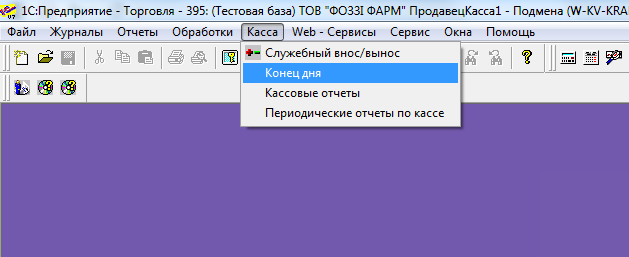 1С:Предприятие - Торговля - 395: (Тестовая база) ТОВ "ФОЗЗІ ФАРМ" ПродавецКасса1 - Подмена (W-KV-KRA
Файл Журналы Отчеты Обработки Касса Web - Сервисы Сервис Окна Помощь
Служебный внос/вынос
Конец дня
Кассовые отчеты
Периодические отчеты по кассе